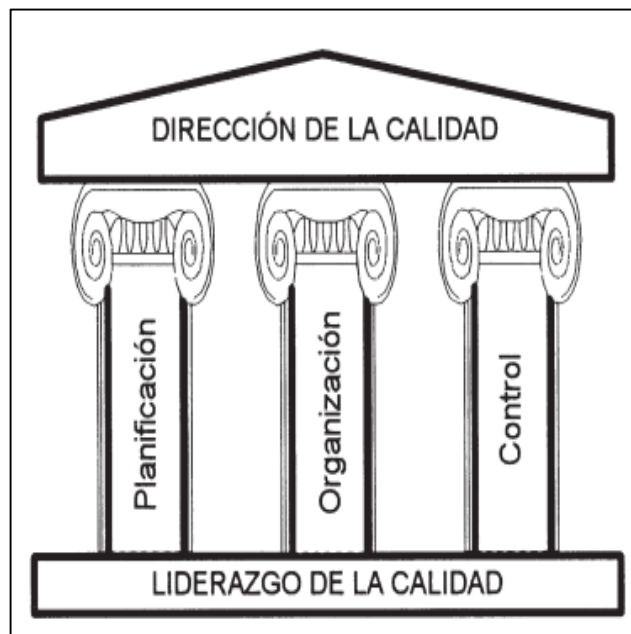 DIRECCIÓN DE LA CALIDAD
Planificación
Organización
Control
LIDERAZGO DE LA CALIDAD